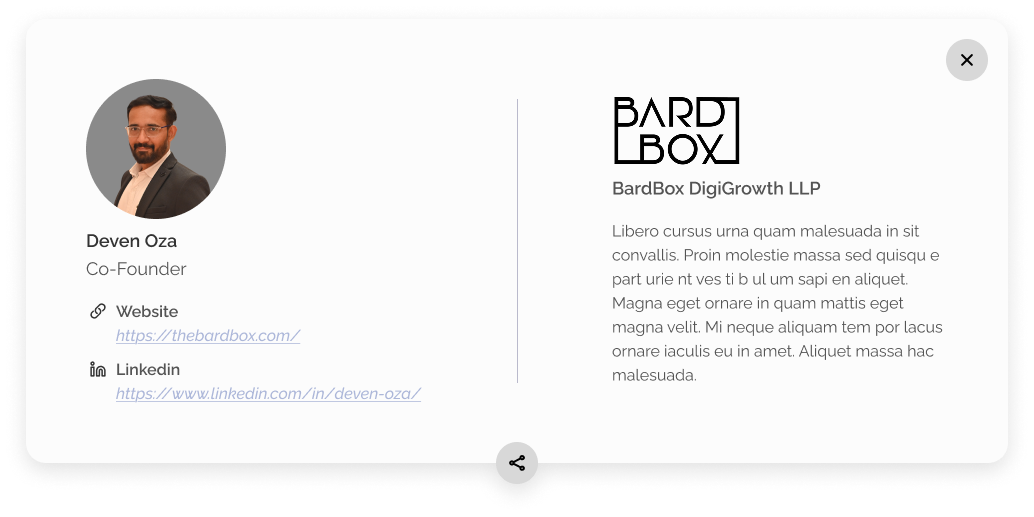 Deven Oza
Co-Founder
Website
https://thebardbox.com/
Linkedin
https://www.linkedin.com/in/deven-oza/
BARD
BOX
BardBox DigiGrowth LLP
Libero cursus urna quam malesuada in sit
convallis. Proin molestie massa sed quisqu e
part urie nt ves ti b ul um sapi en aliquet.
Magna eget ornare in quam mattis eget
magna velit. Mi neque aliquam tem por lacus
ornare iaculis eu in amet. Aliquet massa hac
malesuada.